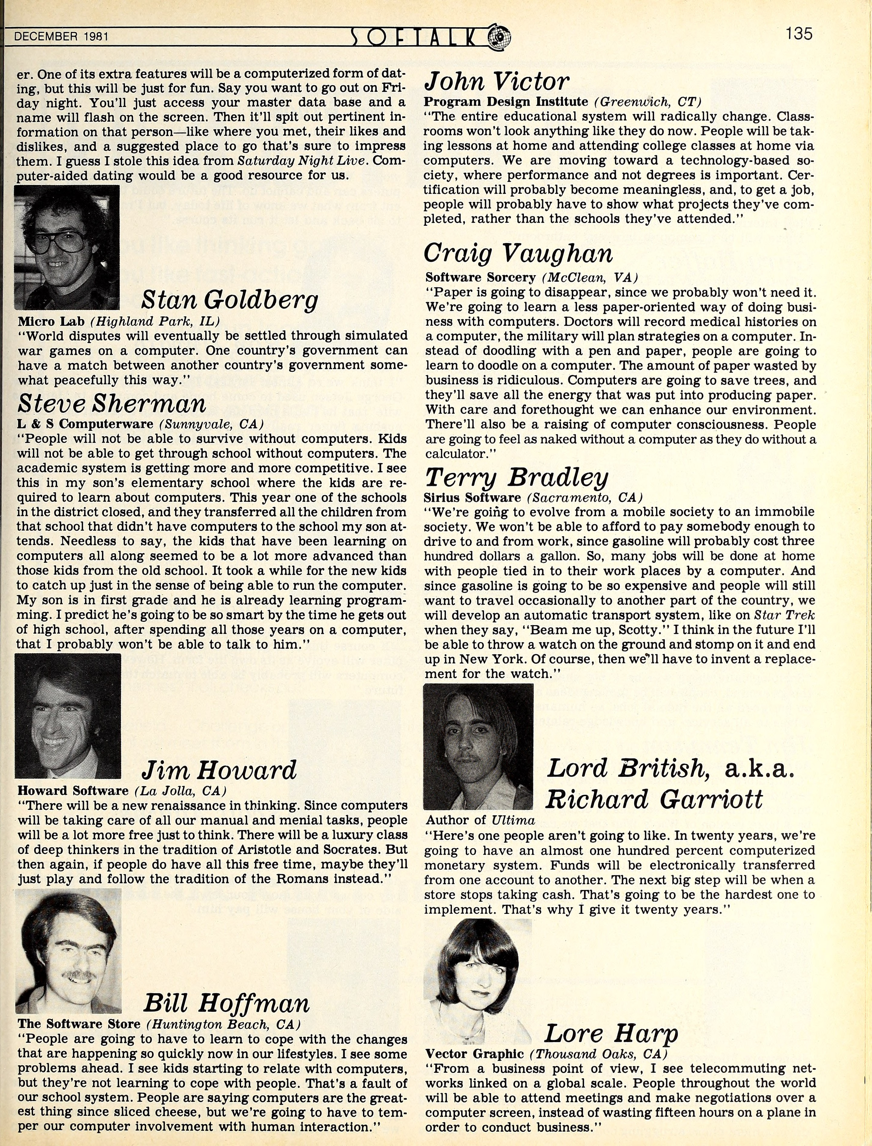 DECEMBER 1981
SOFTALK
135
er. One of its extra features will be a computerized form of dat-
ing, but this will be just for fun. Say you want to go out on Fri-
day night. You'll just access your master data base and a
name will flash on the screen. Then it'll spit out pertinent in-
formation on that person—like where you met, their likes and
dislikes, and a suggested place to go that's sure to impress
them. I guess I stole this idea from Saturday Night Live. Com-
puter-aided dating would be a good resource for us.
Stan Goldberg
Micro Lab (Highland Park, IL)
“World disputes will eventually be settled through simulated
war games on a computer. One country's government can
have a match between another country's government some-
what peacefully this way.”
Steve Sherman
L & S Computerware (Sunnyvale, CA)
“People will not be able to survive without computers. Kids
will not be able to get through school without computers. The
academic system is getting more and more competitive. I see
this in my son's elementary school where the kids are re-
quired to learn about computers. This year one of the schools
in the district closed, and they transferred all the children from
that school that didn't have computers to the school my son at-
tends. Needless to say, the kids that have been learning on
computers all along seemed to be a lot more advanced than
those kids from the old school. It took a while for the new kids
to catch up just in the sense of being able to run the computer.
My son is in first grade and he is already learning program-
ming. I predict he's going to be so smart by the time he gets out
of high school, after spending all those years on a computer,
that I probably won't be able to talk to him.”
Jim Howard
Howard Software (La Jolla, CA)
“There will be a new renaissance in thinking. Since computers
will be taking care of all our manual and menial tasks, people
will be a lot more free just to think. There will be a luxury class
of deep thinkers in the tradition of Aristotle and Socrates. But
then again, if people do have all this free time, maybe they'll
just play and follow the tradition of the Romans instead.”
Bill Hoffman
The Software Store (Huntington Beach, CA)
“People are going to have to learn to cope with the changes
that are happening so quickly now in our lifestyles. I see some
problems ahead. I see kids starting to relate with computers,
but they're not learning to cope with people. That's a fault of
our school system. People are saying computers are the great-
est thing since sliced cheese, but we're going to have to tem-
per our computer involvement with human interaction.”
John Victor
Program Design Institute (Greenwich, CT)
“The entire educational system will radically change. Class-
rooms won't look anything like they do now. People will be tak-
ing lessons at home and attending college classes at home via
computers. We are moving toward a technology-based so-
ciety, where performance and not degrees is important. Cer-
tification will probably become meaningless, and, to get a job,
people will probably have to show what projects they've com-
pleted, rather than the schools they've attended.”
Craig Vaughan
Software Sorcery (McClean, VA)
“Paper is going to disappear, since we probably won't need it.
We're going to learn a less paper-oriented way of doing busi-
ness with computers. Doctors will record medical histories on
a computer, the military will plan strategies on a computer. In-
stead of doodling with a pen and paper, people are going to
learn to doodle on a computer. The amount of paper wasted by
business is ridiculous. Computers are going to save trees, and
they'll save all the energy that was put into producing paper.
With care and forethought we can enhance our environment.
There'll also be a raising of computer consciousness. People
are going to feel as naked without a computer as they do without a
calculator.”
Terry Bradley
Sirius Software (Sacramento, CA)
“We're going to evolve from a mobile society to an immobile
society. We won't be able to afford to pay somebody enough to
drive to and from work, since gasoline will probably cost three
hundred dollars a gallon. So, many jobs will be done at home
with people tied in to their work places by a computer. And
since gasoline is going to be so expensive and people will still
want to travel occasionally to another part of the country, we
will develop an automatic transport system, like on Star Trek
when they say, “Beam me up, Scotty.” I think in the future I'll
be able to throw a watch on the ground and stomp on it and end
up in New York. Of course, then we'll have to invent a replace-
ment for the watch.”
Lord British, a.k.a.
Richard Garriott
Author of Ultima
“Here's one people aren't going to like. In twenty years, we're
going to have an almost one hundred percent computerized
monetary system. Funds will be electronically transferred
from one account to another. The next big step will be when a
store stops taking cash. That's going to be the hardest one to
implement. That's why I give it twenty years.”
Lore Harp
Vector Graphic (Thousand Oaks, CA)
“From a business point of view, I see telecommuting net-
works linked on a global scale. People throughout the world
will be able to attend meetings and make negotiations over a
computer screen, instead of wasting fifteen hours on a plane in
order to conduct business.”